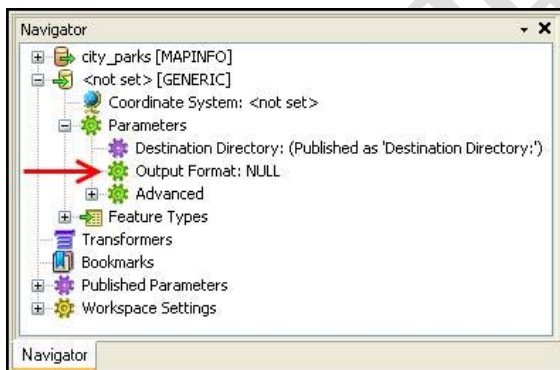 Navigator
city_parks [MAPINFO]
<not set> [GENERIC]
Coordinate System: <not set>
Parameters
Destination Directory: (Published as 'Destination Directory:')
Output Format: NULL
Advanced
Feature Types
Transformers
Bookmarks
Published Parameters
Workspace Settings
Navigator